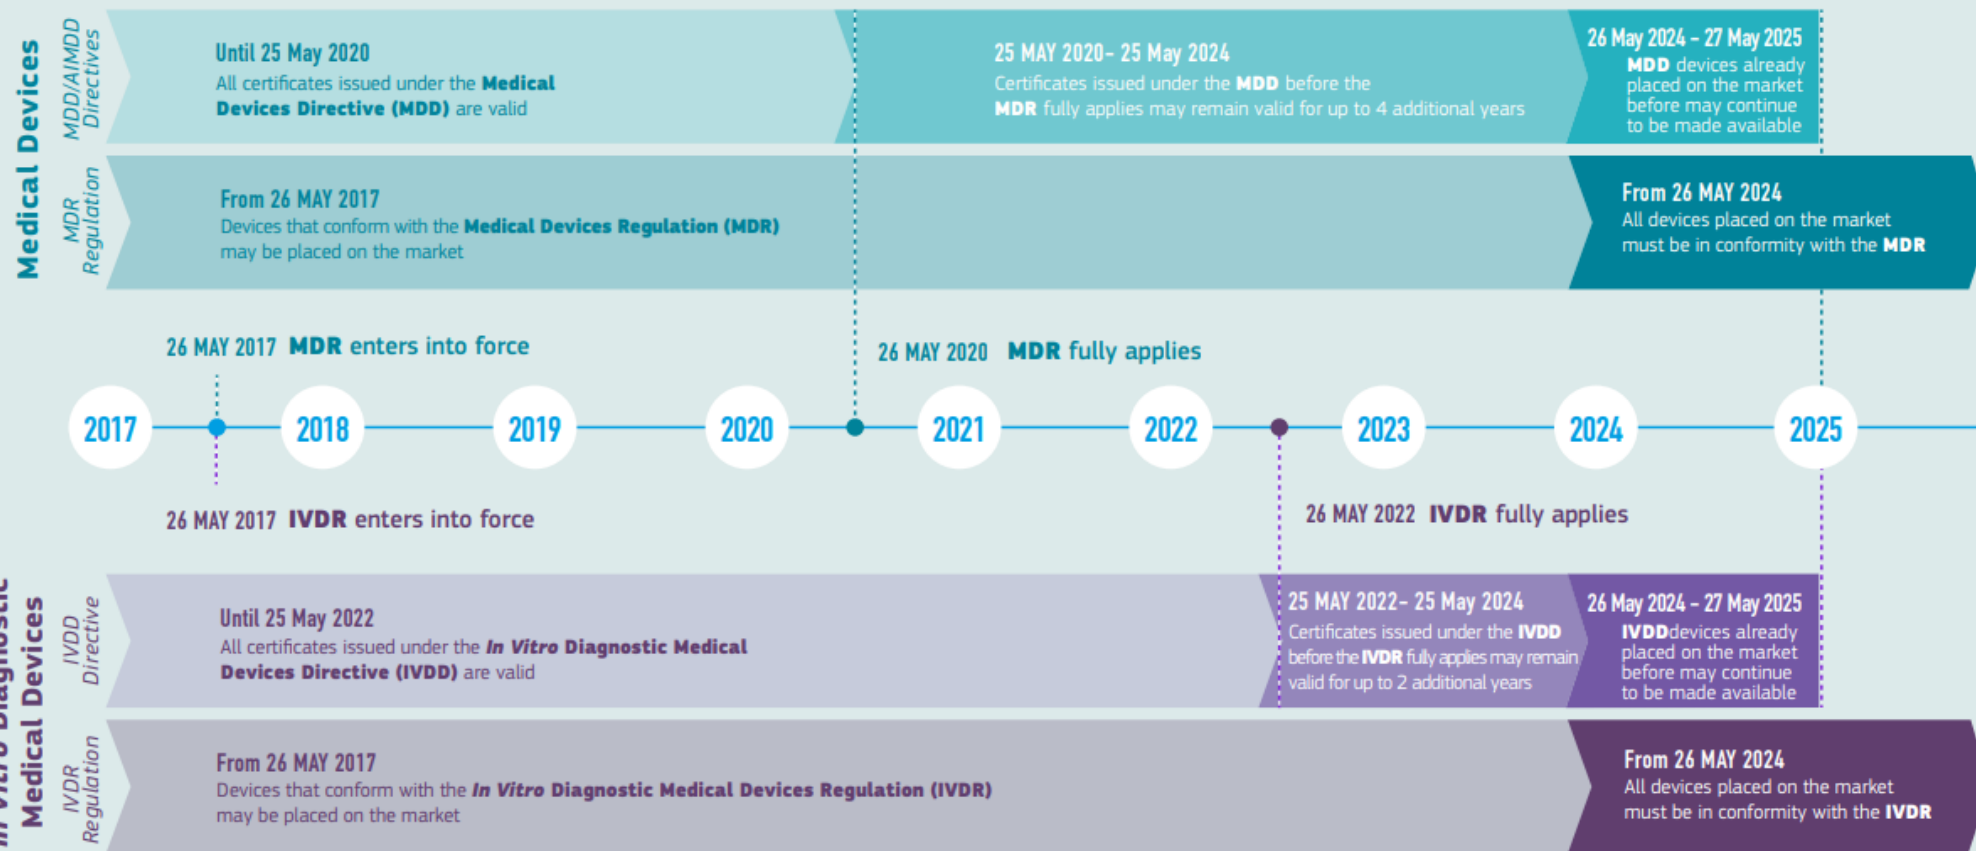 Medical Devices
MDD/AIMDD
Directives
Until 25 May 2020
All certificates issued under the Medical
Devices Directive (MDD) are valid
25 MAY 2020- 25 May 2024
Certificates issued under the MDD before the
MDR fully applies may remain valid for up to 4 additional years
26 May 2024 - 27 May 2025
MDD devices already
placed on the market
before may continue
to be made available
MDR
Regulation
From 26 MAY 2017
Devices that conform with the Medical Devices Regulation (MDR)
may be placed on the market
From 26 MAY 2024
All devices placed on the market
must be in conformity with the MDR
26 MAY 2017 MDR enters into force
26 MAY 2020 MDR fully applies
2017
2018
2019
2020
2021
2022
2023
2024
2025
26 MAY 2017 IVDR enters into force
26 MAY 2022 IVDR fully applies
In Vitro Diagnostic
Medical Devices
IVDD
Directive
Until 25 May 2022
All certificates issued under the In Vitro Diagnostic Medical
Devices Directive (IVDD) are valid
25 MAY 2022- 25 May 2024
Certificates issued under the IVDD
before the IVDR fully applies may remain
valid for up to 2 additional years
26 May 2024 - 27 May 2025
IVDDdevices already
placed on the market
before may continue
to be made available
IVDR
Regulation
From 26 MAY 2017
Devices that conform with the In Vitro Diagnostic Medical Devices Regulation (IVDR)
may be placed on the market
From 26 MAY 2024
All devices placed on the market
must be in conformity with the IVDR